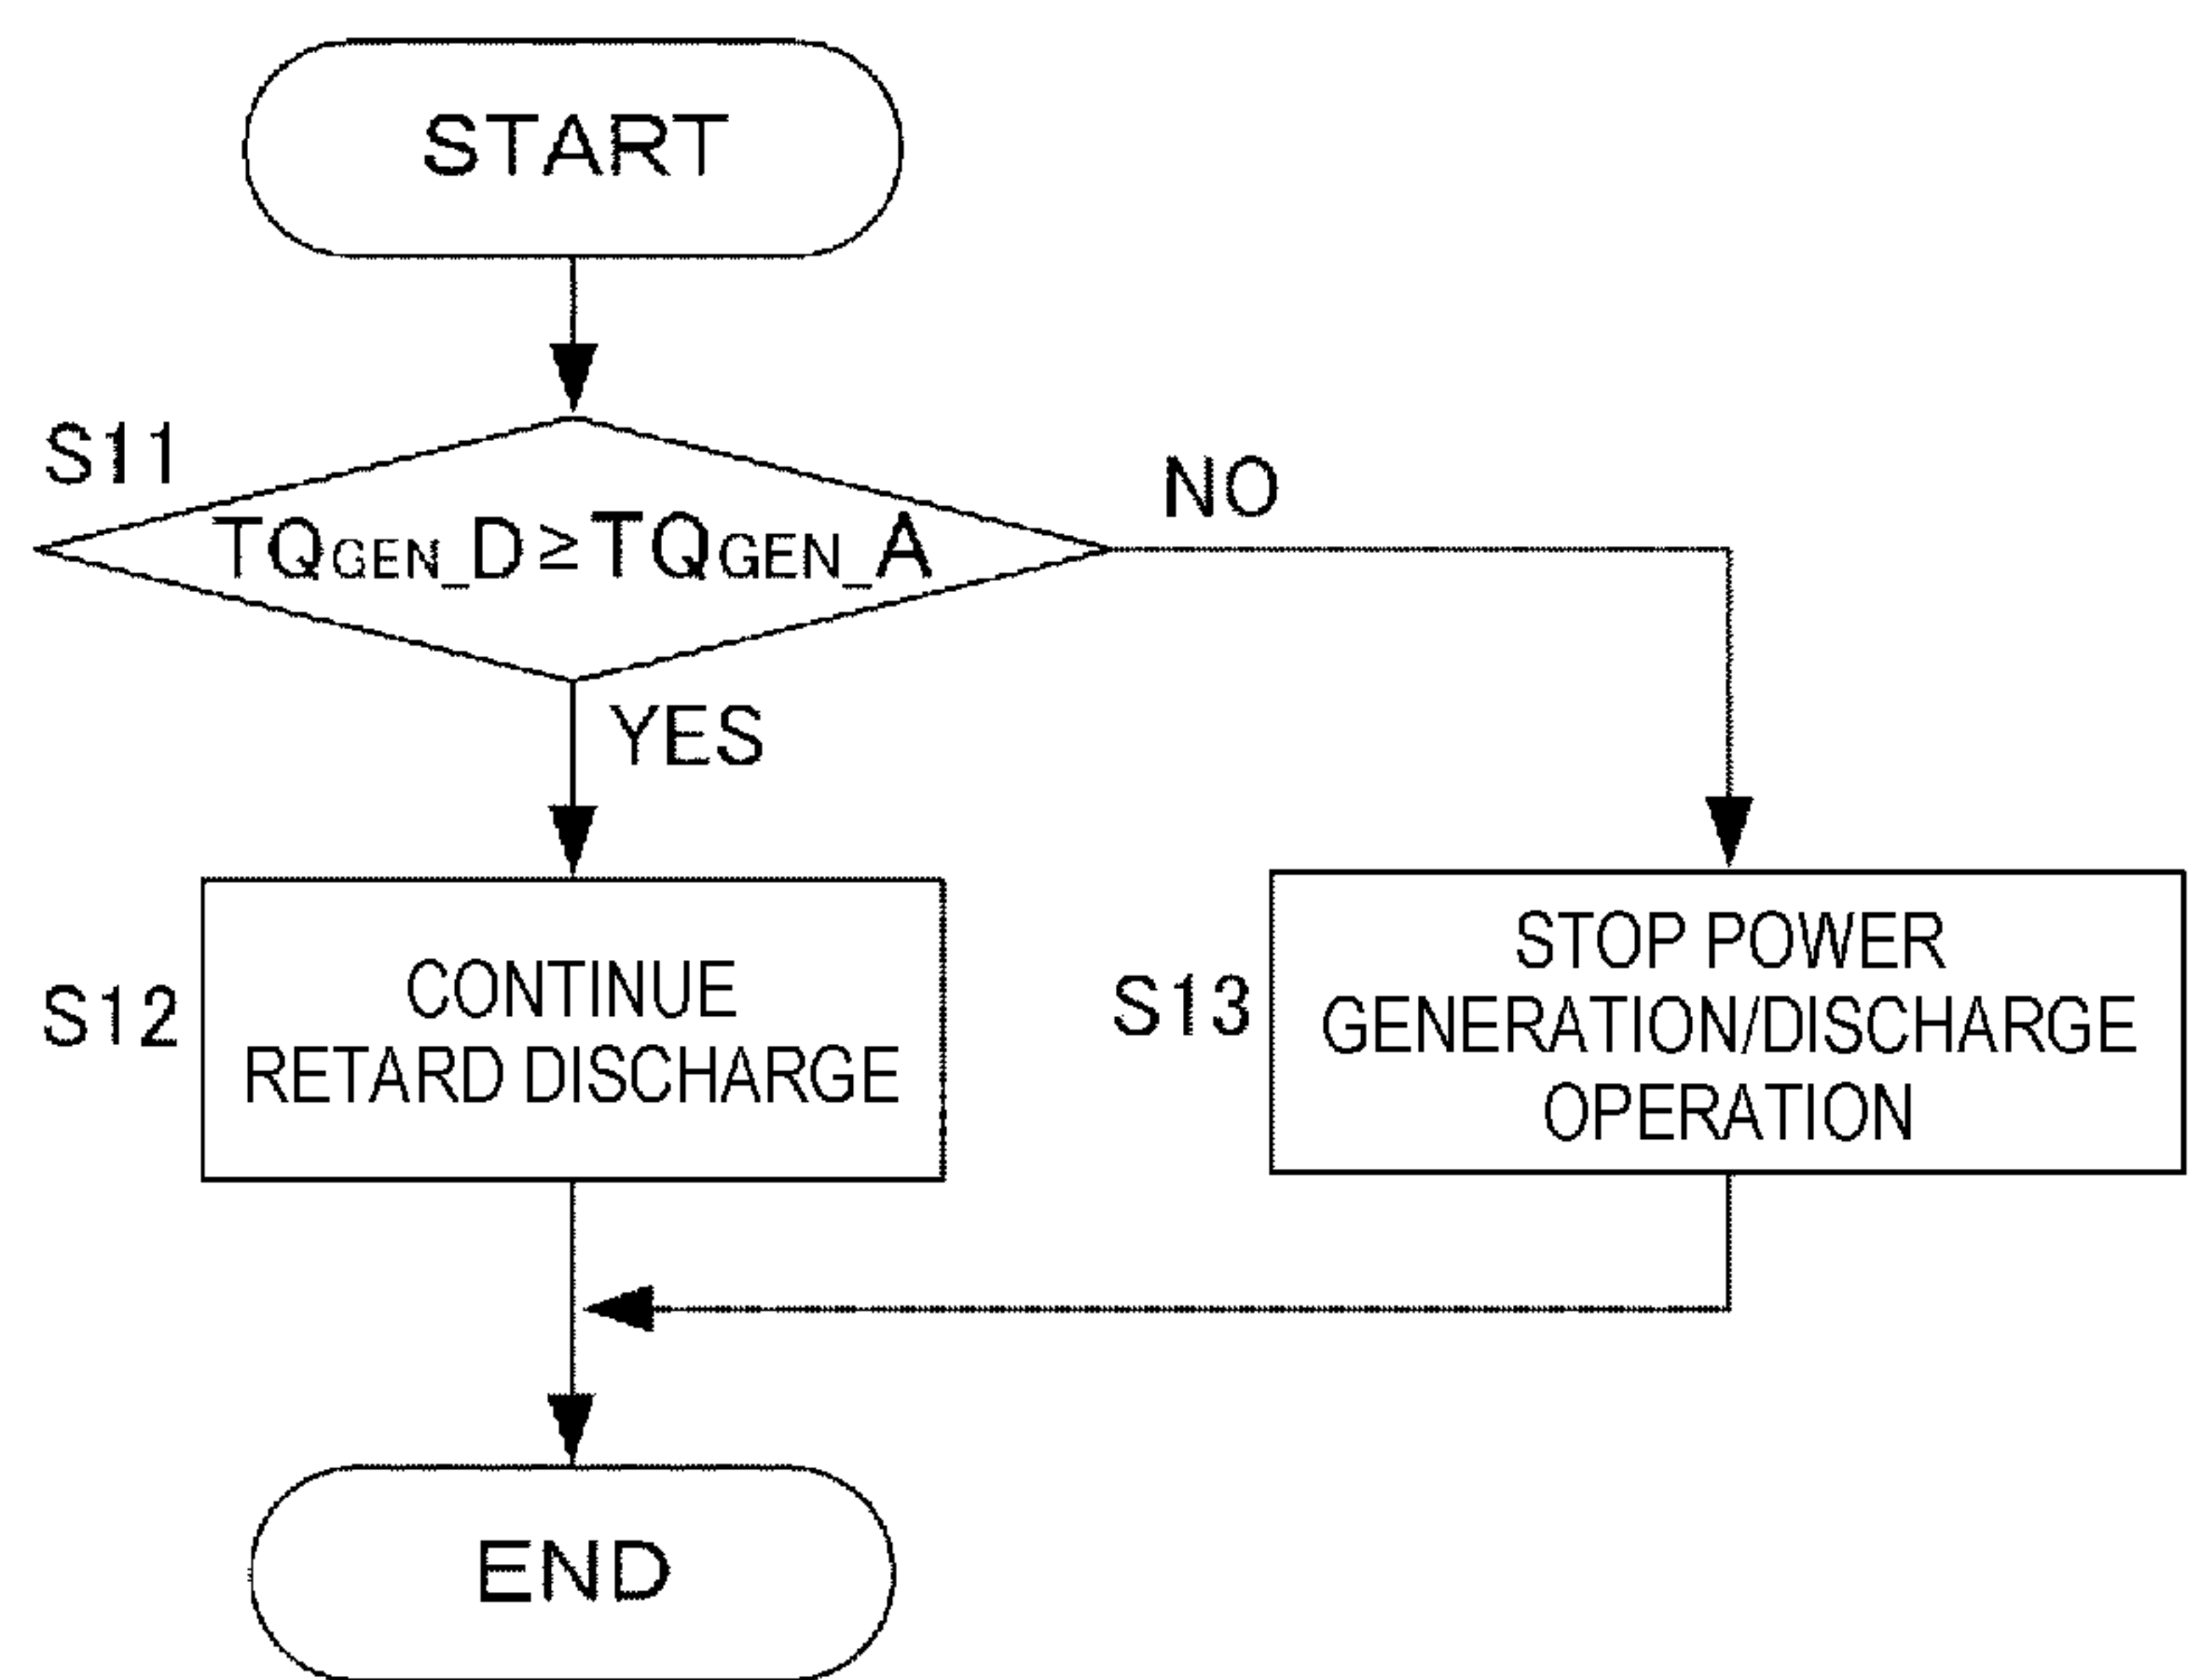 START
S11
TQGEN_D≥TQGEN_A
NO
YES
S12
CONTINUE
RETARD DISCHARGE
S13
STOP POWER
GENERATION/DISCHARGE
OPERATION
END